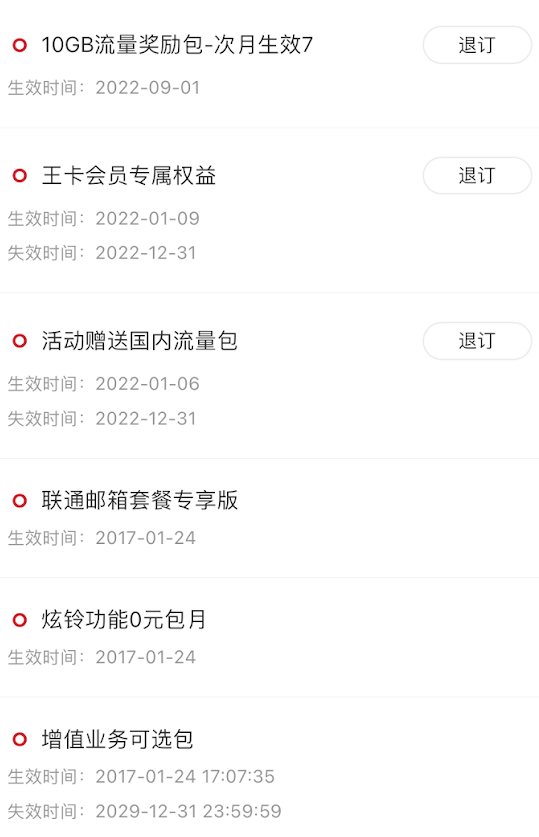 10GB流量奖励包-次月生效7
退订
生效时间：2022-09-01
王卡会员专属权益
退订
生效时间：2022-01-09
失效时间：2022-12-31
活动赠送国内流量包
退订
生效时间：2022-01-06
失效时间：2022-12-31
联通邮箱套餐专享版
生效时间：2017-01-24
炫铃功能0元包月
生效时间：2017-01-24
增值业务可选包
生效时间：2017-01-24 17:07:35
失效时间：2029-12-31 23:59:59